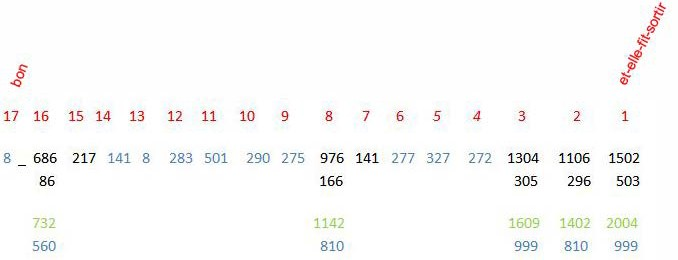 bon et-elle-fit-sortir
17 16 15 14 13 12 11 10 9 8 7 6 5 4 3 2 1
8 _ 686 217 141 8 283 501 290 275 976 141 277 327 272 1304 1106 1502
86 166 305 296 503
732 1142 1609 1402 2004
560 810 999 810 999